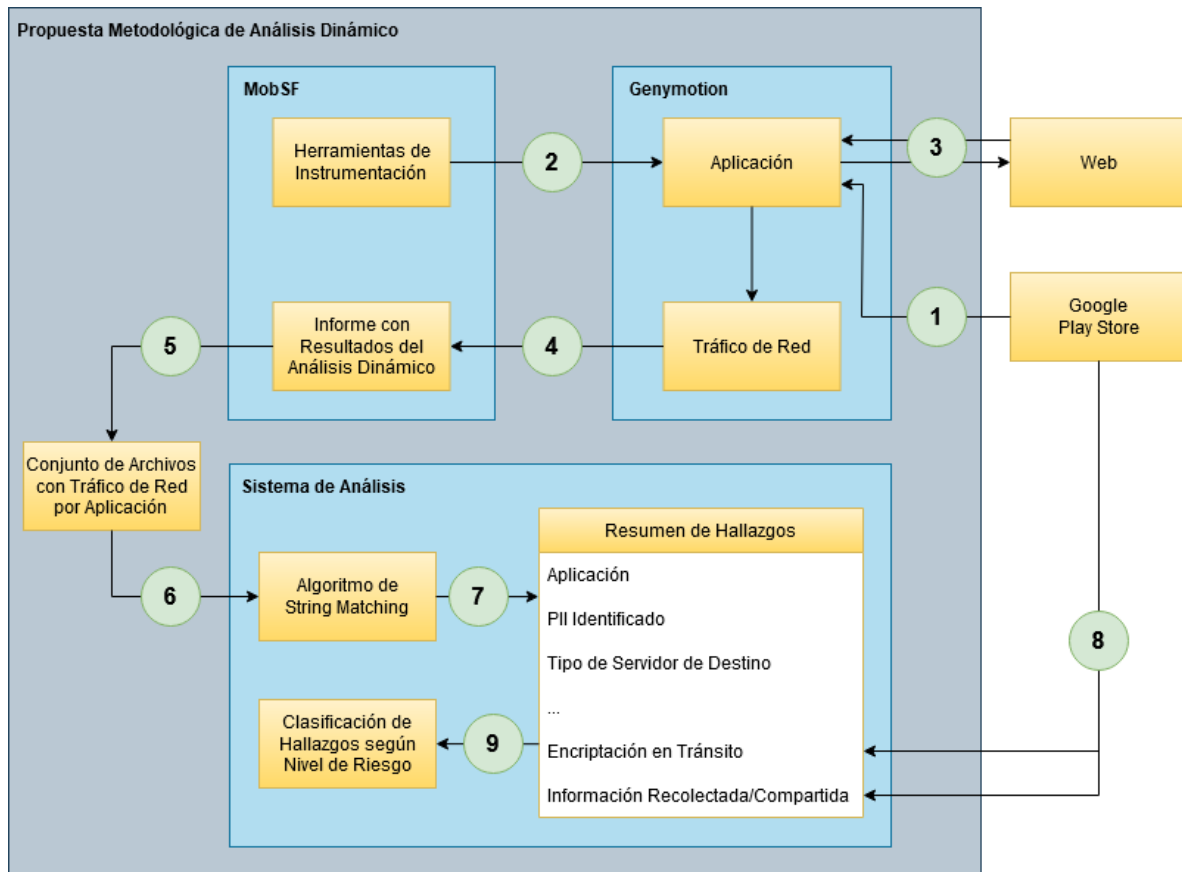 Propuesta Metodológica de Análisis Dinámico
MobSF
Genymotion
Herramientas de
Instrumentación
2
Aplicación
3
Web
Informe con
Resultados del
Análisis Dinámico
4
Tráfico de Red
1
Google
Play Store
5
Conjunto de Archivos
con Tráfico de Red
por Aplicación
6
Sistema de Análisis
Algoritmo de
String Matching
7
Resumen de Hallazgos
Aplicación
PII Identificado
Tipo de Servidor de Destino
...
Encriptación en Tránsito
Información Recolectada/Compartida
8
9
Clasificación de
Hallazgos según
Nivel de Riesgo